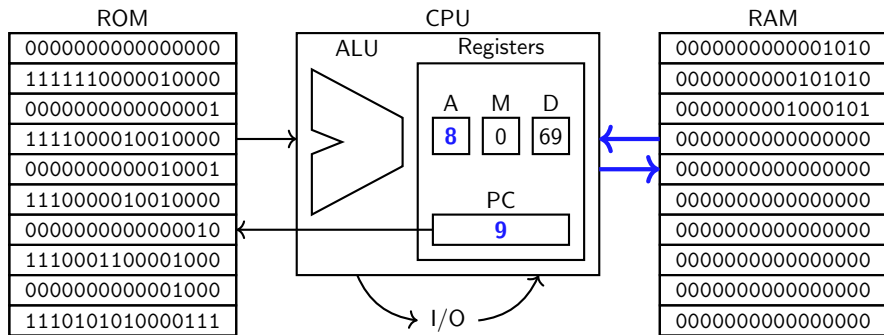 ROM
0000000000000000
1111110000010000
0000000000000001
1111000010010000
0000000000010001
1110000010010000
0000000000000010
1110001100001000
0000000000001000
1110101010000111
CPU
ALU
Registers
A M D
8 0 69
PC
9
I/O
RAM
0000000000001010
0000000000101010
0000000001000101
0000000000000000
0000000000000000
0000000000000000
0000000000000000
0000000000000000
0000000000000000
0000000000000000